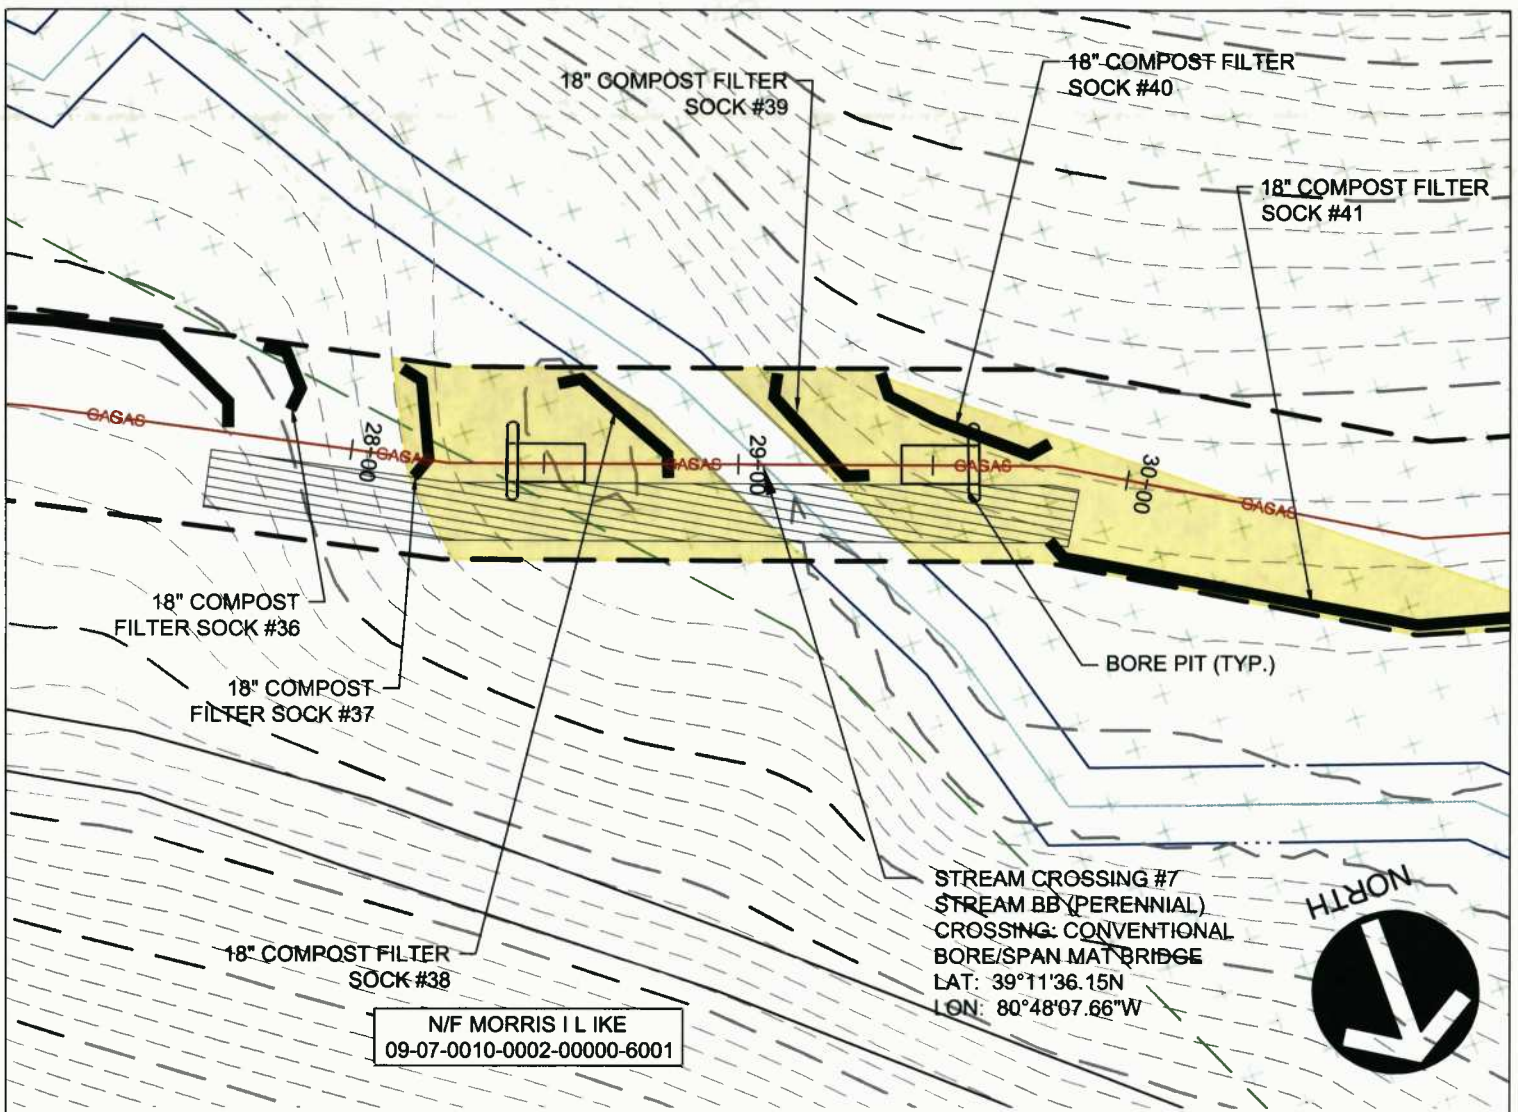 18" COMPOST FILTER
SOCK #39
18" COMPOST FILTER
SOCK #40
18" COMPOST FILTER
SOCK #41
GASAS
28+00
GASAS
GASAS
29+00
GASAS
30+00
GASAS
18" COMPOST
FILTER SOCK #36
18" COMPOST
FILTER SOCK #37
BORE PIT (TYP.)
18" COMPOST FILTER
SOCK #38
STREAM CROSSING #7
STREAM BB (PERENNIAL)
CROSSING: CONVENTIONAL
BORE/SPAN MAT BRIDGE
LAT: 39°11'36.15N
LON: 80°48'07.66"W
N/F MORRIS I L IKE
09-07-0010-0002-00000-6001
NORTH